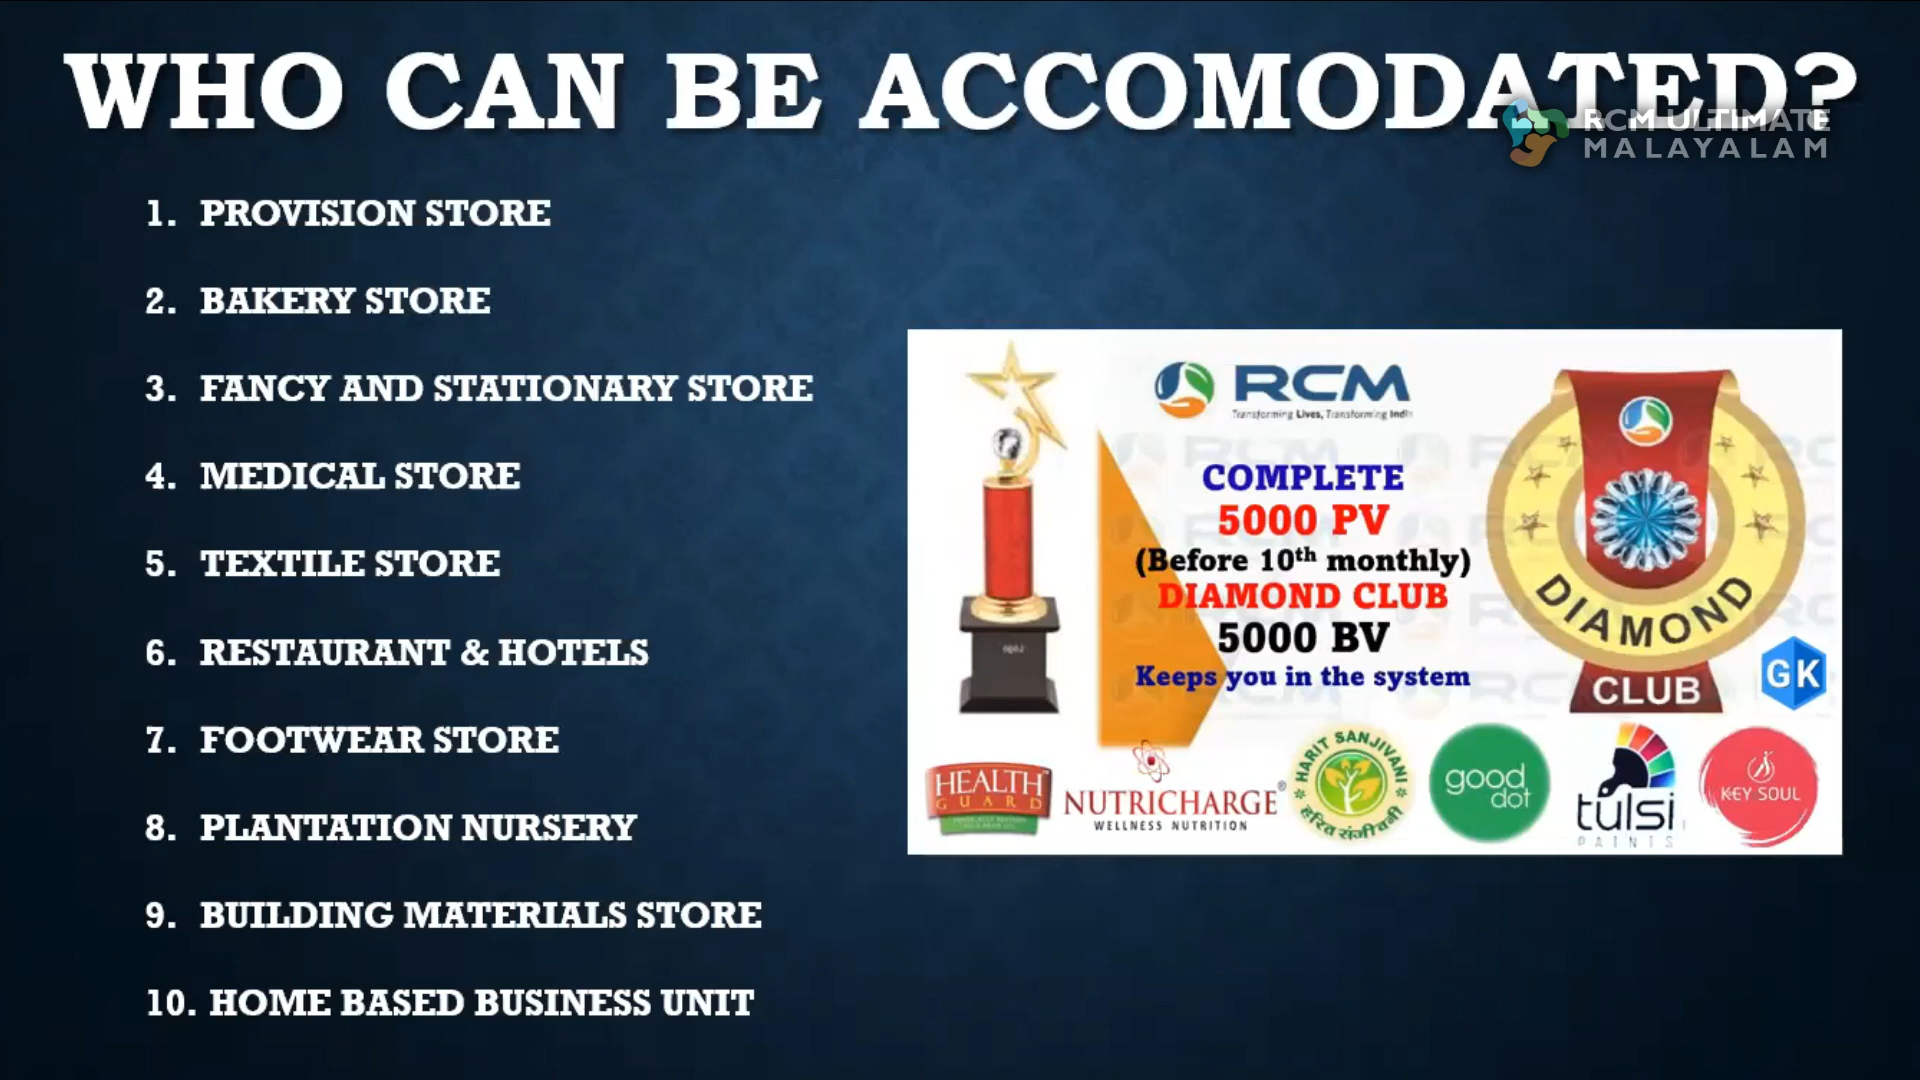 WHO CAN BE ACCOMODATED?
RCM ULTIMATE
MALAYALAM
1. PROVISION STORE
2. BAKERY STORE
3. FANCY AND STATIONARY STORE
4. MEDICAL STORE
5. TEXTILE STORE
6. RESTAURANT & HOTELS
7. FOOTWEAR STORE
8. PLANTATION NURSERY
9. BUILDING MATERIALS STORE
10. HOME BASED BUSINESS UNIT
RCM
Transforming Lives, Transforming India
COMPLETE
5000 PV
(Before 10th monthly)
DIAMOND CLUB
5000 BV
Keeps you in the system
DIAMOND
CLUB
GK
HEALTH
GUARD
NUTRICHARGE®
WELLNESS NUTRITION
HARIT SANJIVANI
हरित संजीवनी
good
dot
tulsi
PAINTS
KEY SOUL